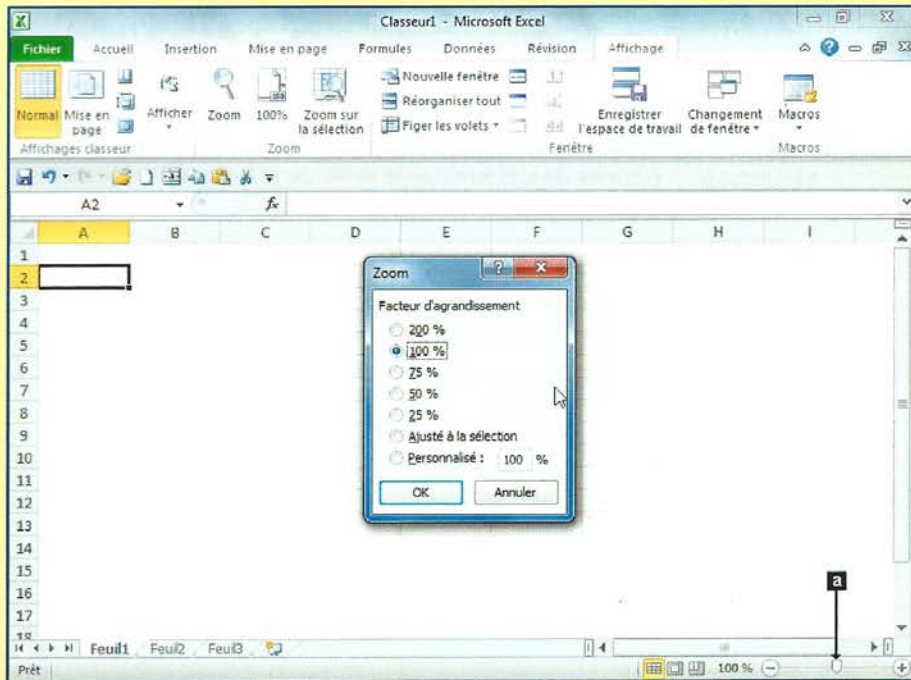 Classeur1 - Microsoft Excel
Fichier Accueil Insertion Mise en page Formules Données Révision Affichage
Normal Mise en page Afficher Zoom 100% Zoom sur la sélection Nouvelle fenêtre Réorganiser tout Figer les volets Enregistrer l'espace de travail Changement de fenêtre Macros
Affichages classeur Zoom Fenêtre Macros
A2 fx
A B C D E F G H I
1
2
3
4
5
6
7
8
9
10
11
12
13
14
15
16
17
18
Zoom
Facteur d'agrandissement
200 %
100 %
75 %
50 %
25 %
Ajusté à la sélection
Personnalisé : 100 %
OK Annuler
a
Feuil1 Feuil2 Feuil3
Prêt 100 %